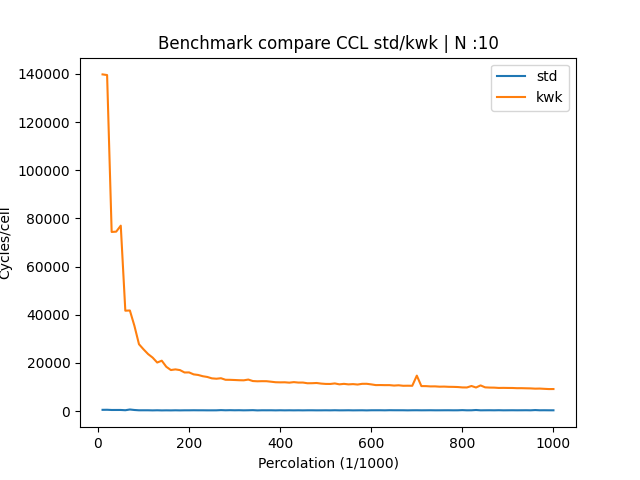 Benchmark compare CCL std/kwk | N :10
std
kwk
140000
120000
100000
80000
60000
40000
20000
0
Cycles/cell
0 200 400 600 800 1000
Percolation (1/1000)